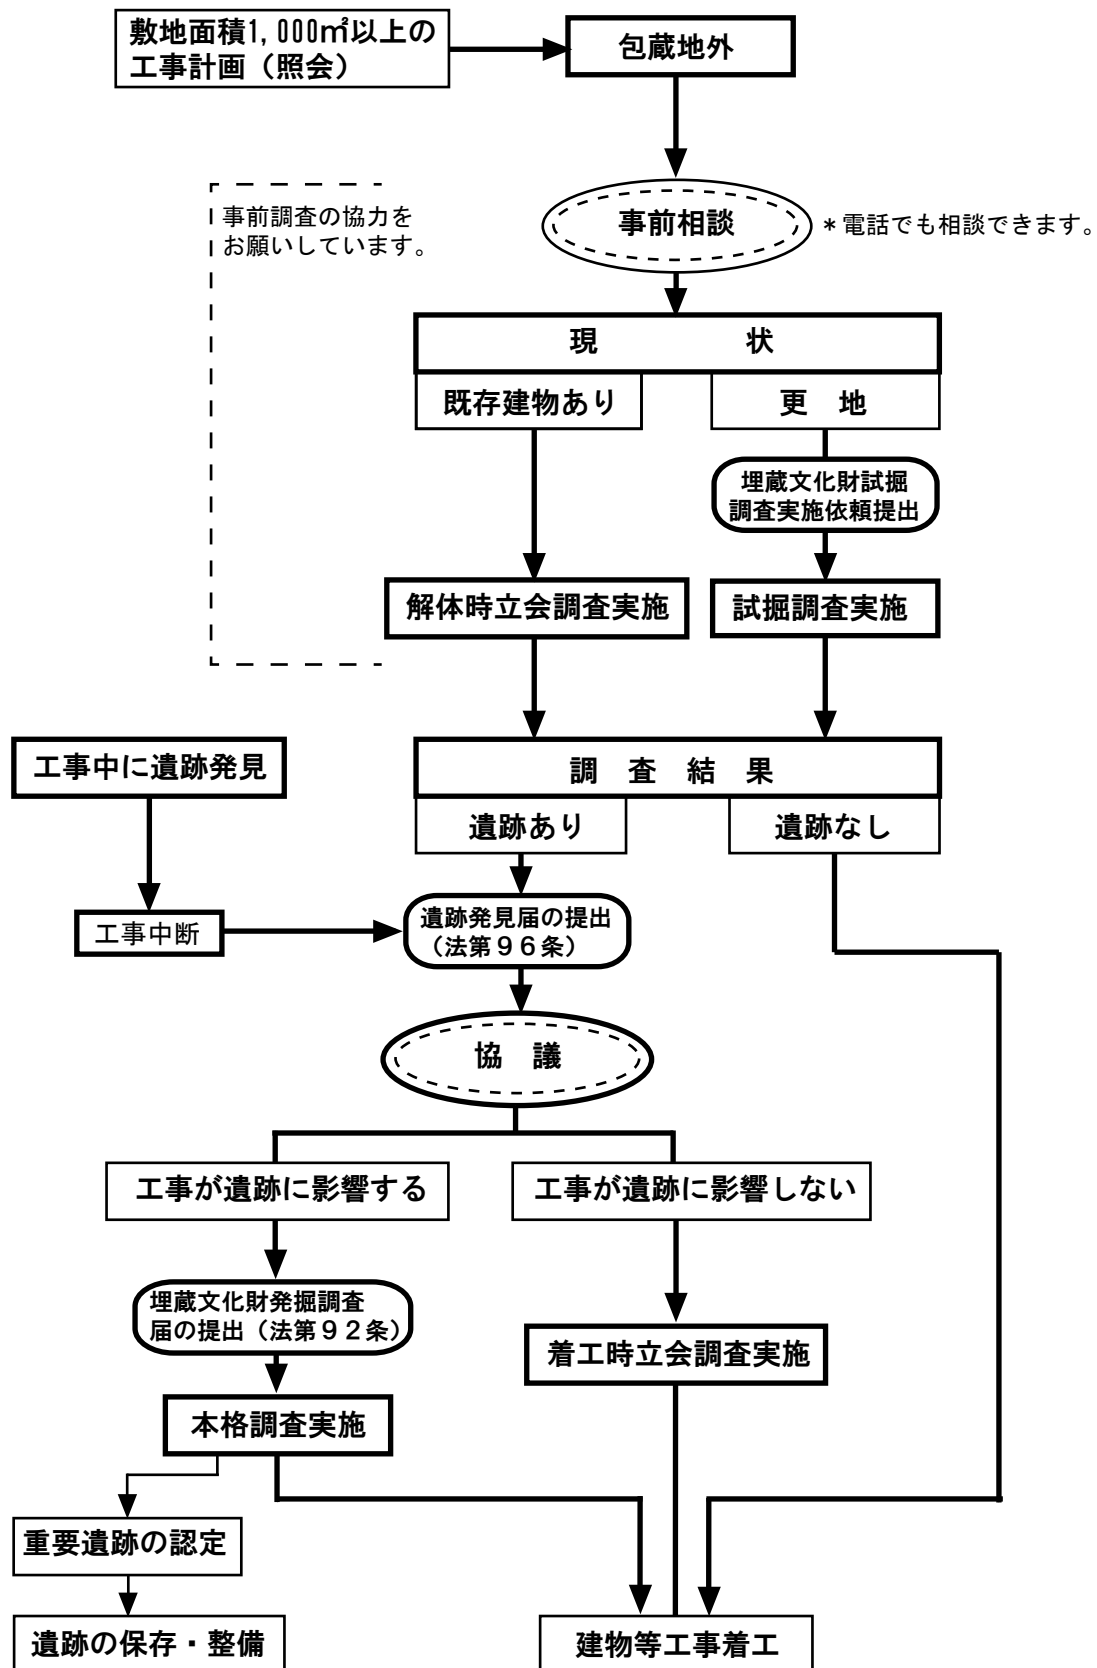 敷地面積1,000㎡以上の
工事計画（照会）
包蔵地外
事前調査の協力を
お願いしています。
事前相談
＊電話でも相談できます。
現　状
既存建物あり
更　地
埋蔵文化財試掘
調査実施依頼提出
解体時立会調査実施
試掘調査実施
工事中に遺跡発見
調　査　結　果
遺跡あり
遺跡なし
工事中断
遺跡発見届の提出
（法第９６条）
協　議
工事が遺跡に影響する
工事が遺跡に影響しない
埋蔵文化財発掘調査
届の提出（法第９２条）
着工時立会調査実施
本格調査実施
重要遺跡の認定
遺跡の保存・整備
建物等工事着工